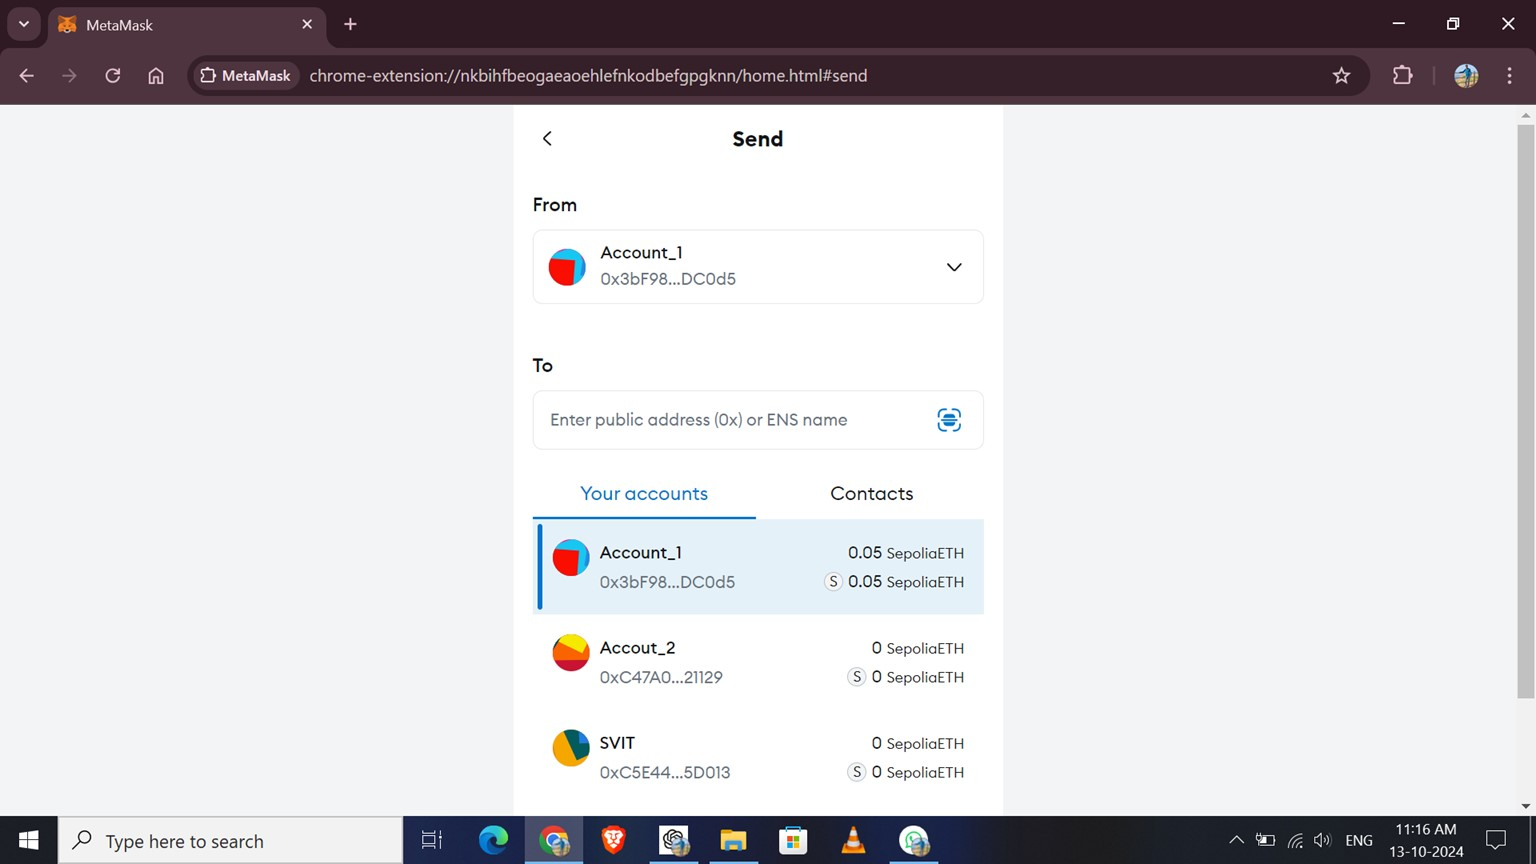 MetaMask
MetaMask chrome-extension://nkbihfbeogaeaoehlefnkodbefgpgknn/home.html#send
Send
From
Account_1
0x3bF98...DC0d5
To
Enter public address (0x) or ENS name
Your accounts Contacts
Account_1 0.05 SepoliaETH
0x3bF98...DC0d5 S 0.05 SepoliaETH
Accout_2 0 SepoliaETH
0xC47A0...21129 S 0 SepoliaETH
SVIT 0 SepoliaETH
0xC5E44...5D013 S 0 SepoliaETH
Type here to search
ENG
11:16 AM
13-10-2024